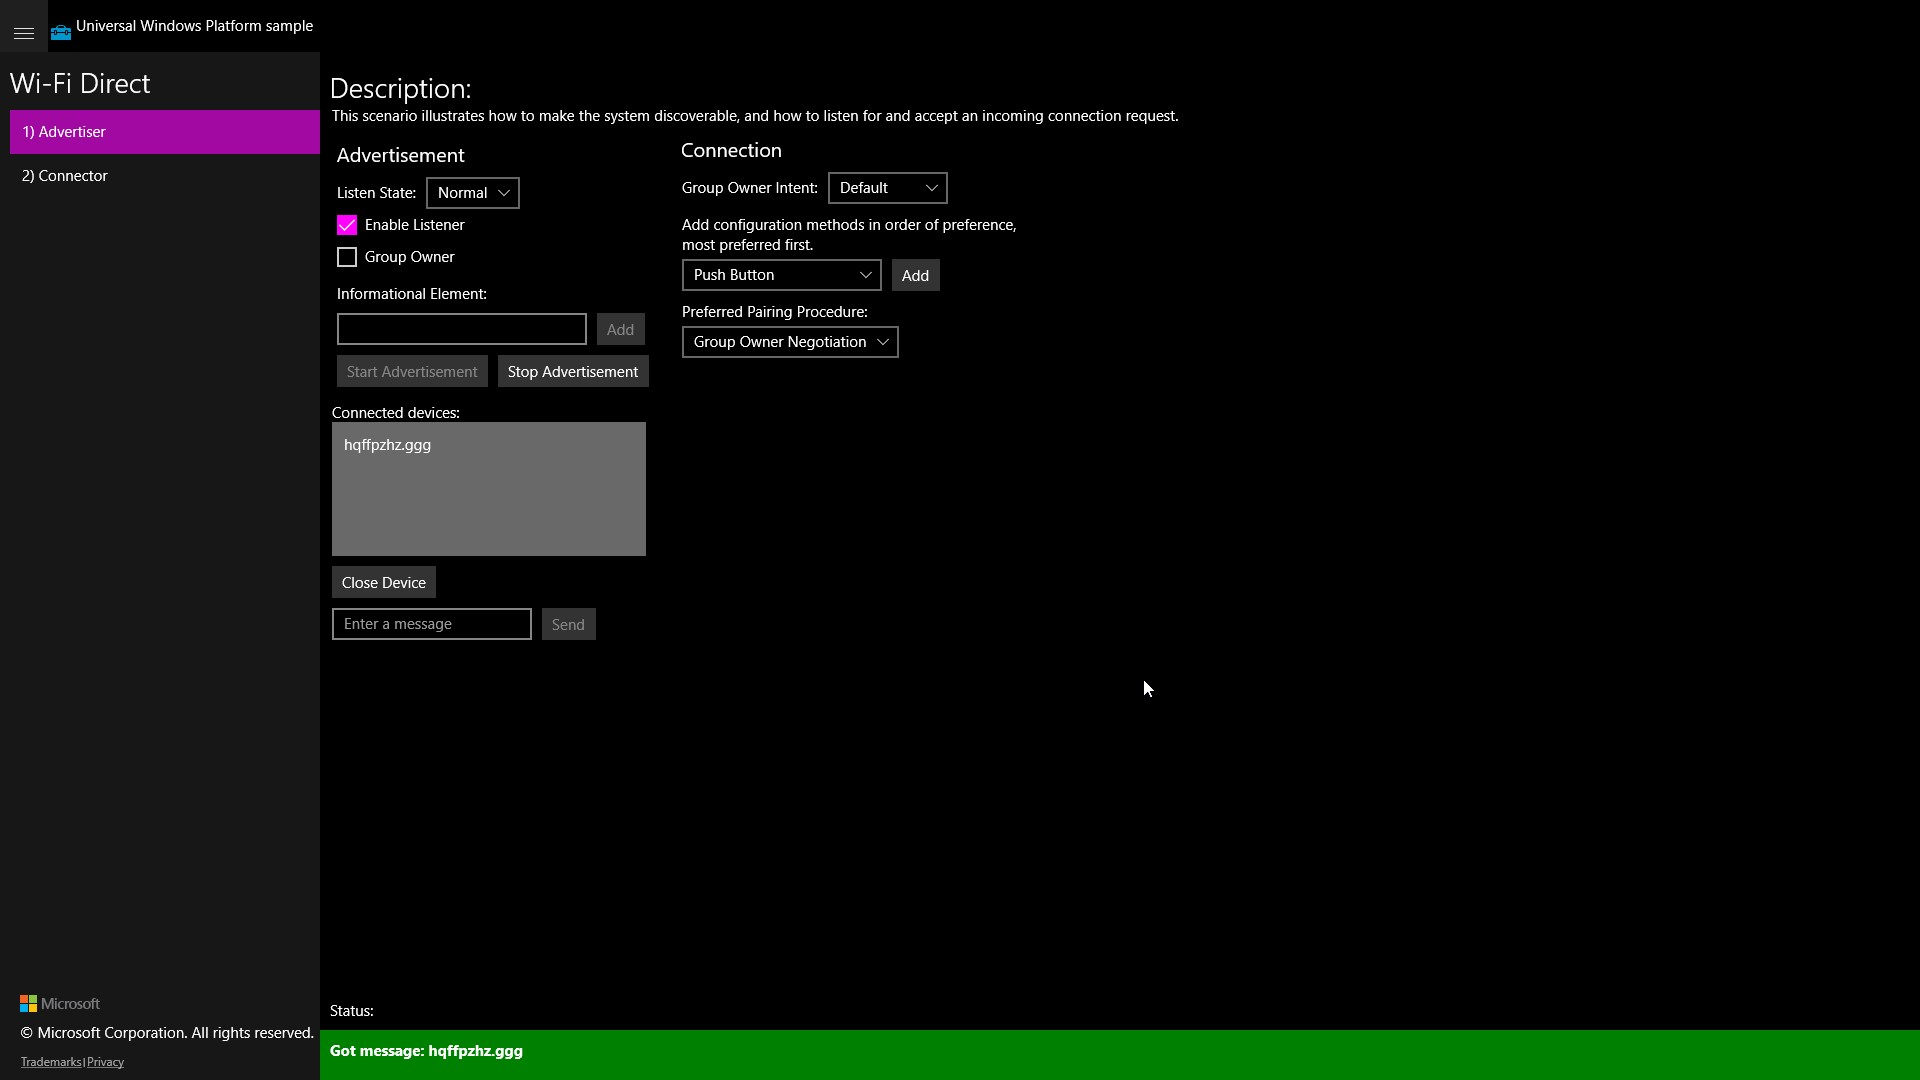 Universal Windows Platform sample
Wi-Fi Direct
1) Advertiser
2) Connector
Description:
This scenario illustrates how to make the system discoverable, and how to listen for and accept an incoming connection request.
Advertisement
Listen State: Normal
Enable Listener
Group Owner
Informational Element:
Add
Start Advertisement Stop Advertisement
Connection
Group Owner Intent: Default
Add configuration methods in order of preference,
most preferred first.
Push Button Add
Preferred Pairing Procedure:
Group Owner Negotiation
Connected devices:
hqffpzhz.ggg
Close Device
Enter a message Send
Microsoft
© Microsoft Corporation. All rights reserved.
Trademarks|Privacy
Status:
Got message: hqffpzhz.ggg